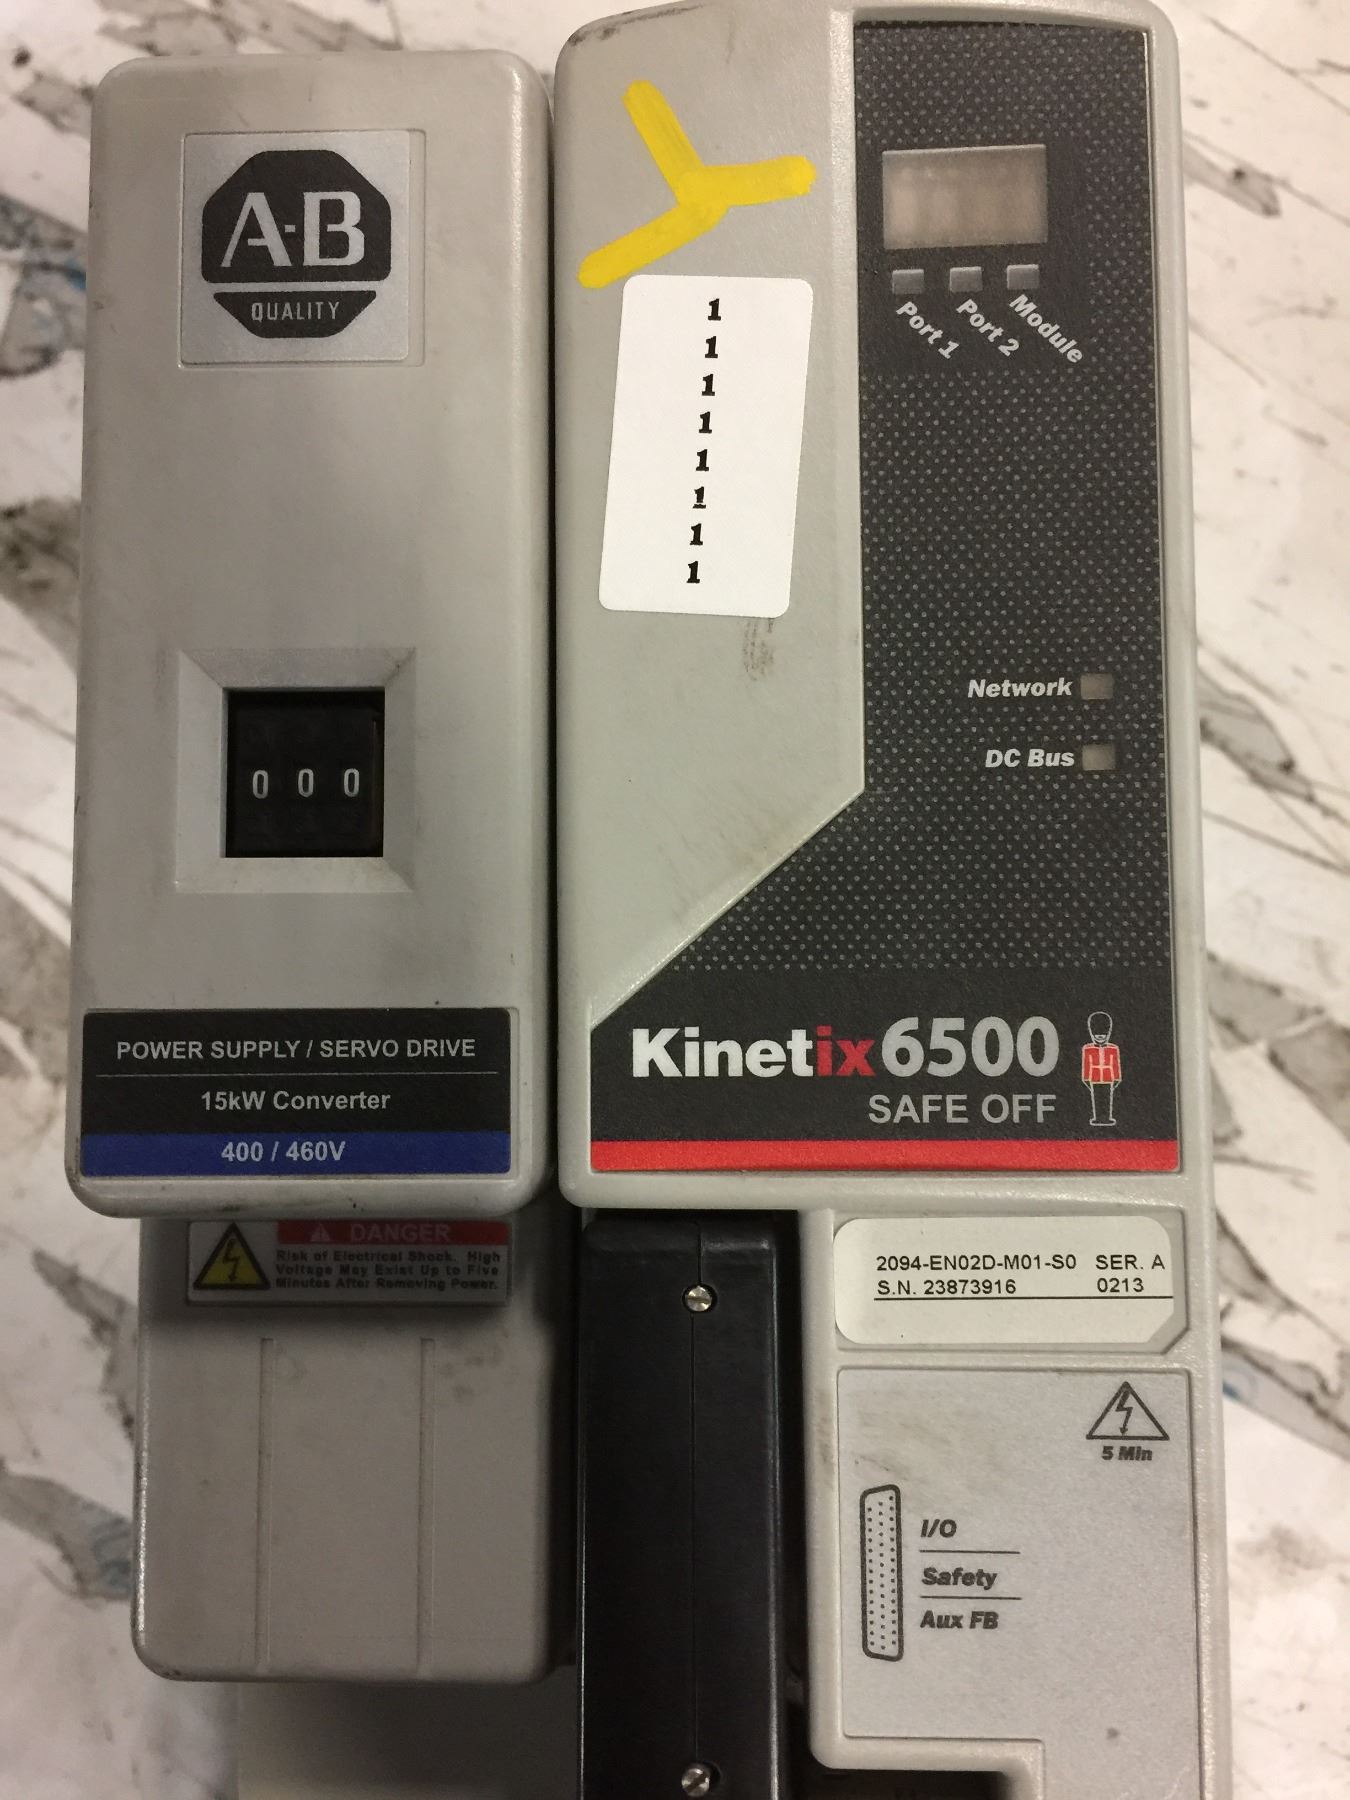 A-B
QUALITY
0 0 0
POWER SUPPLY / SERVO DRIVE
15kW Converter
400 / 460V
DANGER
Risk of Electrical Shock. High
Voltage May Exist Up to Five
Minutes After Removing Power.
1
1
1
1
1
1
1
1
Port 1
Port 2
Module
Network
DC Bus
Kinetix 6500
SAFE OFF
2094-EN02D-M01-S0 SER. A
S.N. 23873916 0213
5 Min
I/O
Safety
Aux FB